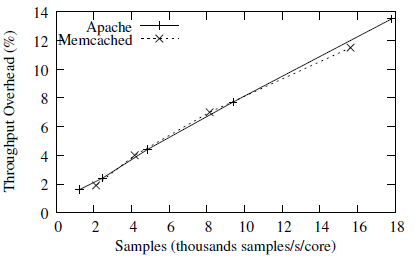 Throughput Overhead (%)
14
12
10
8
6
4
2
0
Apache
Memcached
0 2 4 6 8 10 12 14 16 18
Samples (thousands samples/s/core)